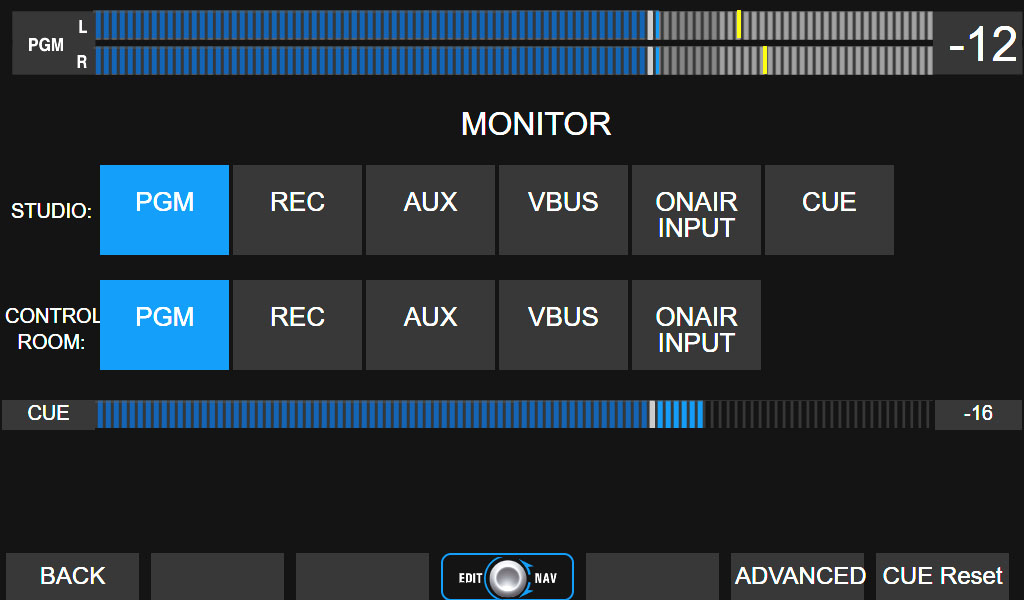 PGM L R -12
MONITOR
STUDIO: PGM REC AUX VBUS ONAIR INPUT CUE
CONTROL ROOM: PGM REC AUX VBUS ONAIR INPUT
CUE -16
BACK EDIT NAV ADVANCED CUE Reset